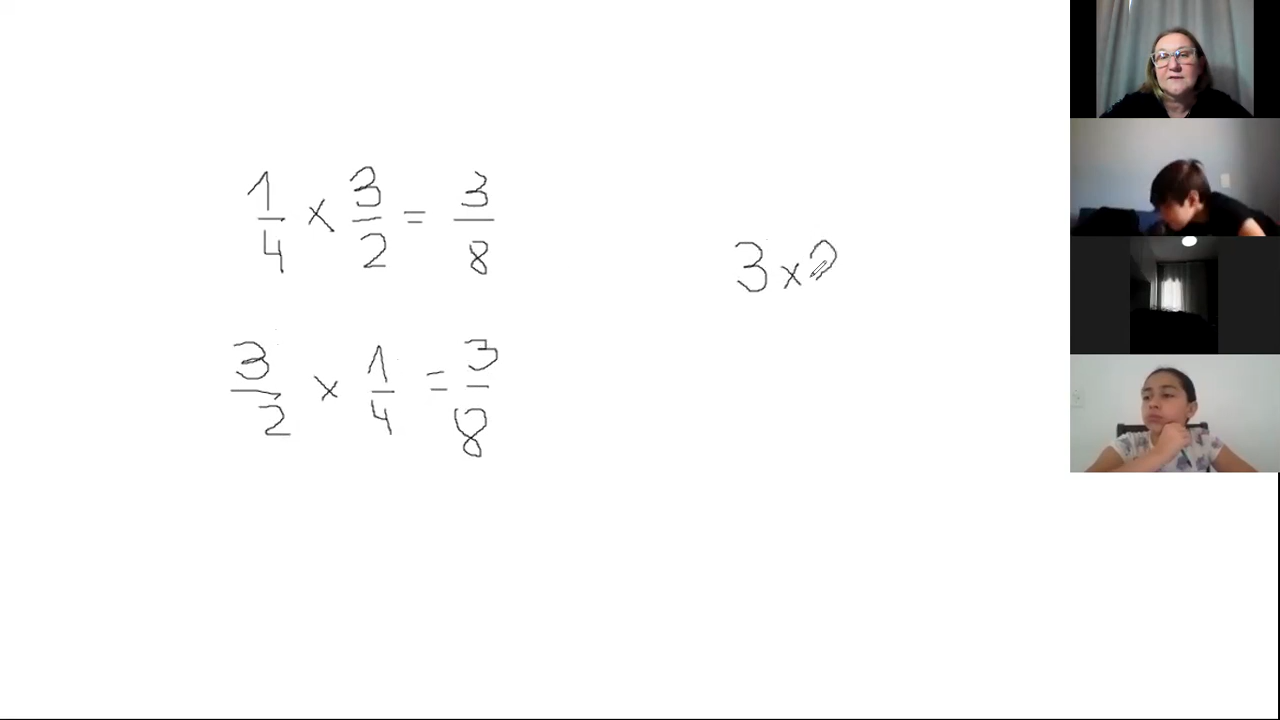 1/4 × 3/2 = 3/8
3/2 × 1/4 = 3/8
3 ×